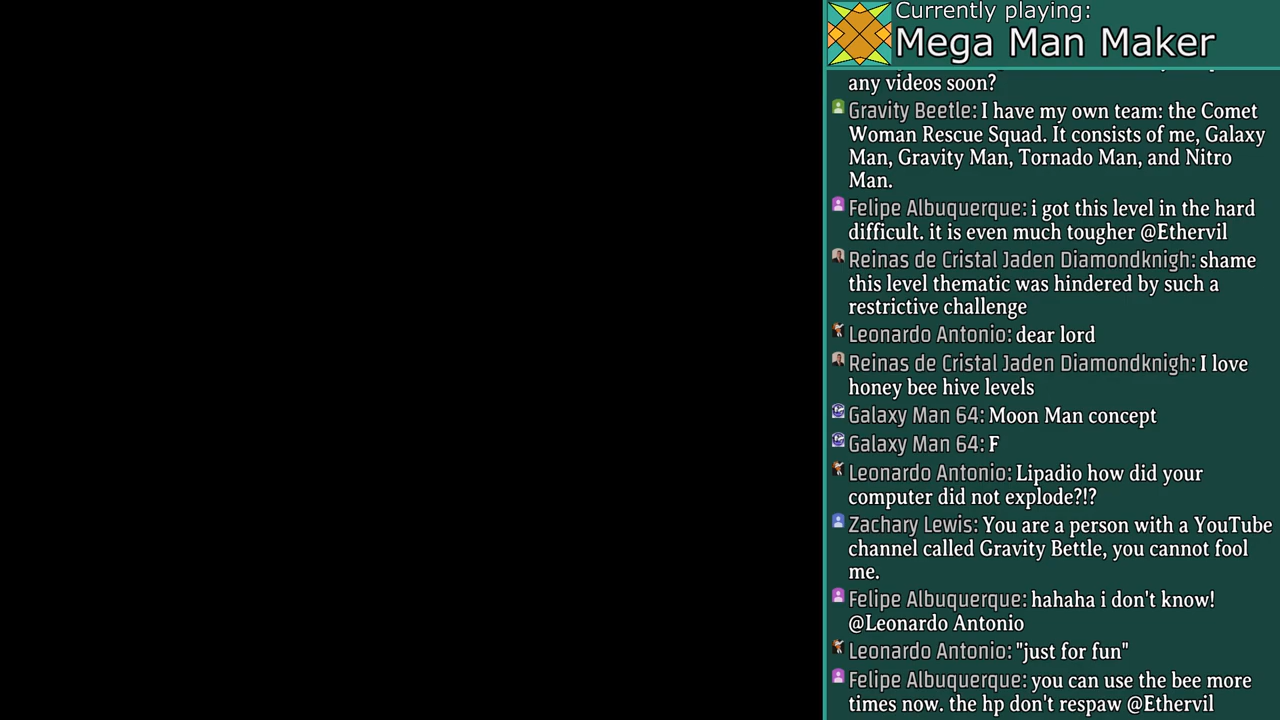 Currently playing:
Mega Man Maker
any videos soon?
Gravity Beetle: I have my own team: the Comet
Woman Rescue Squad. It consists of me, Galaxy
Man, Gravity Man, Tornado Man, and Nitro
Man.
Felipe Albuquerque: i got this level in the hard
difficult. it is even much tougher @Ethervil
Reinas de Cristal Jaden Diamondknigh: shame
this level thematic was hindered by such a
restrictive challenge
Leonardo Antonio: dear lord
Reinas de Cristal Jaden Diamondknigh: I love
honey bee hive levels
Galaxy Man 64: Moon Man concept
Galaxy Man 64: F
Leonardo Antonio: Lipadio how did your
computer did not explode?!?
Zachary Lewis: You are a person with a YouTube
channel called Gravity Bettle, you cannot fool
me.
Felipe Albuquerque: hahaha i don't know!
@Leonardo Antonio
Leonardo Antonio: "just for fun"
Felipe Albuquerque: you can use the bee more
times now. the hp don't respaw @Ethervil